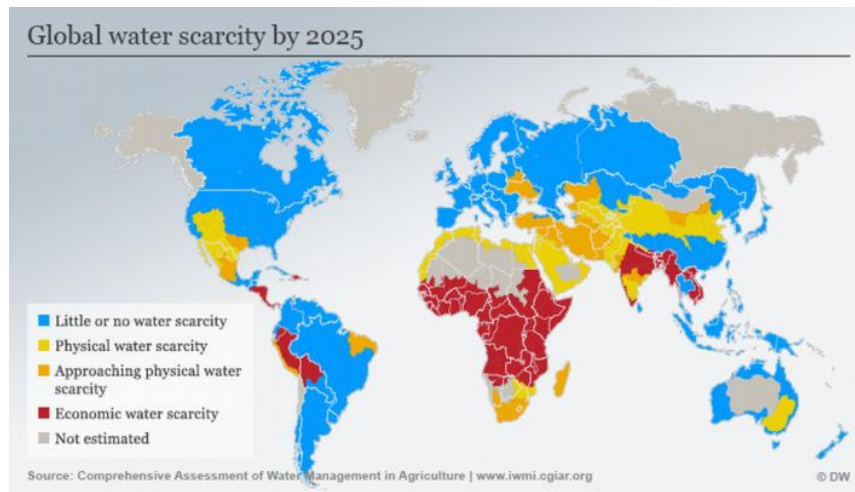 Global water scarcity by 2025
Little or no water scarcity
Physical water scarcity
Approaching physical water
scarcity
Economic water scarcity
Not estimated
Source: Comprehensive Assessment of Water Management in Agriculture | www.iwmi.cgiar.org
© DW